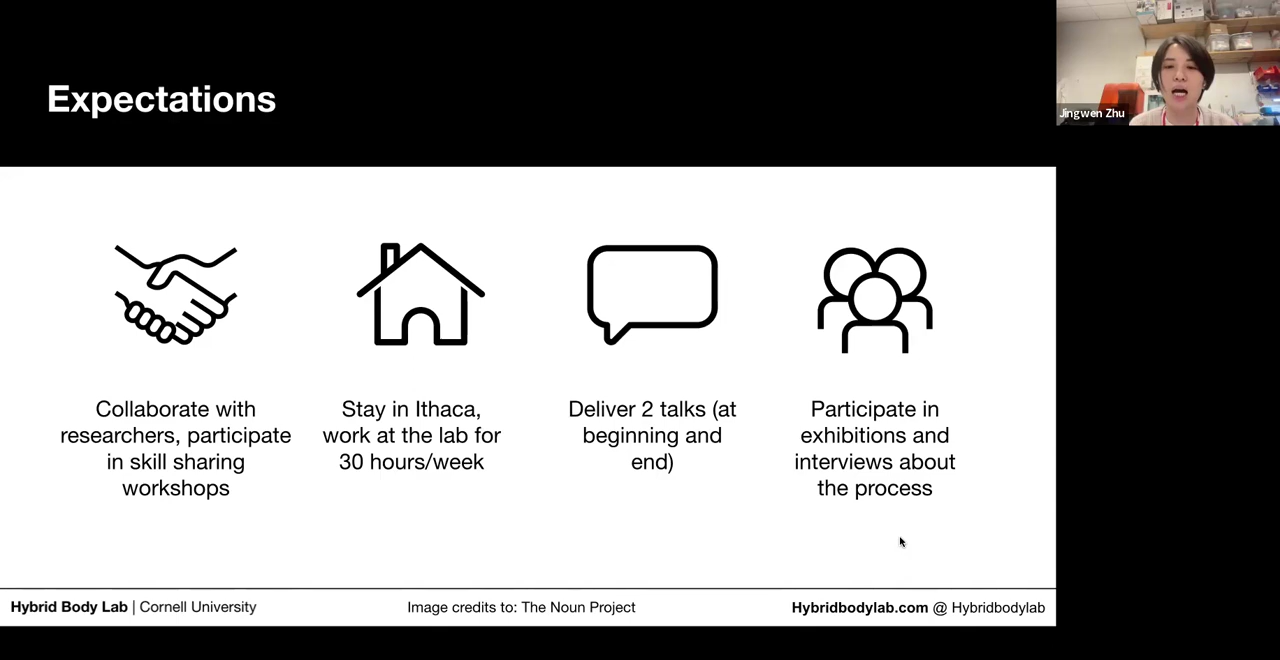 Expectations
Jingwen Zhu
Collaborate with
researchers, participate
in skill sharing
workshops
Stay in Ithaca,
work at the lab for
30 hours/week
Deliver 2 talks (at
beginning and
end)
Participate in
exhibitions and
interviews about
the process
Hybrid Body Lab | Cornell University
Image credits to: The Noun Project
Hybridbodylab.com @ Hybridbodylab